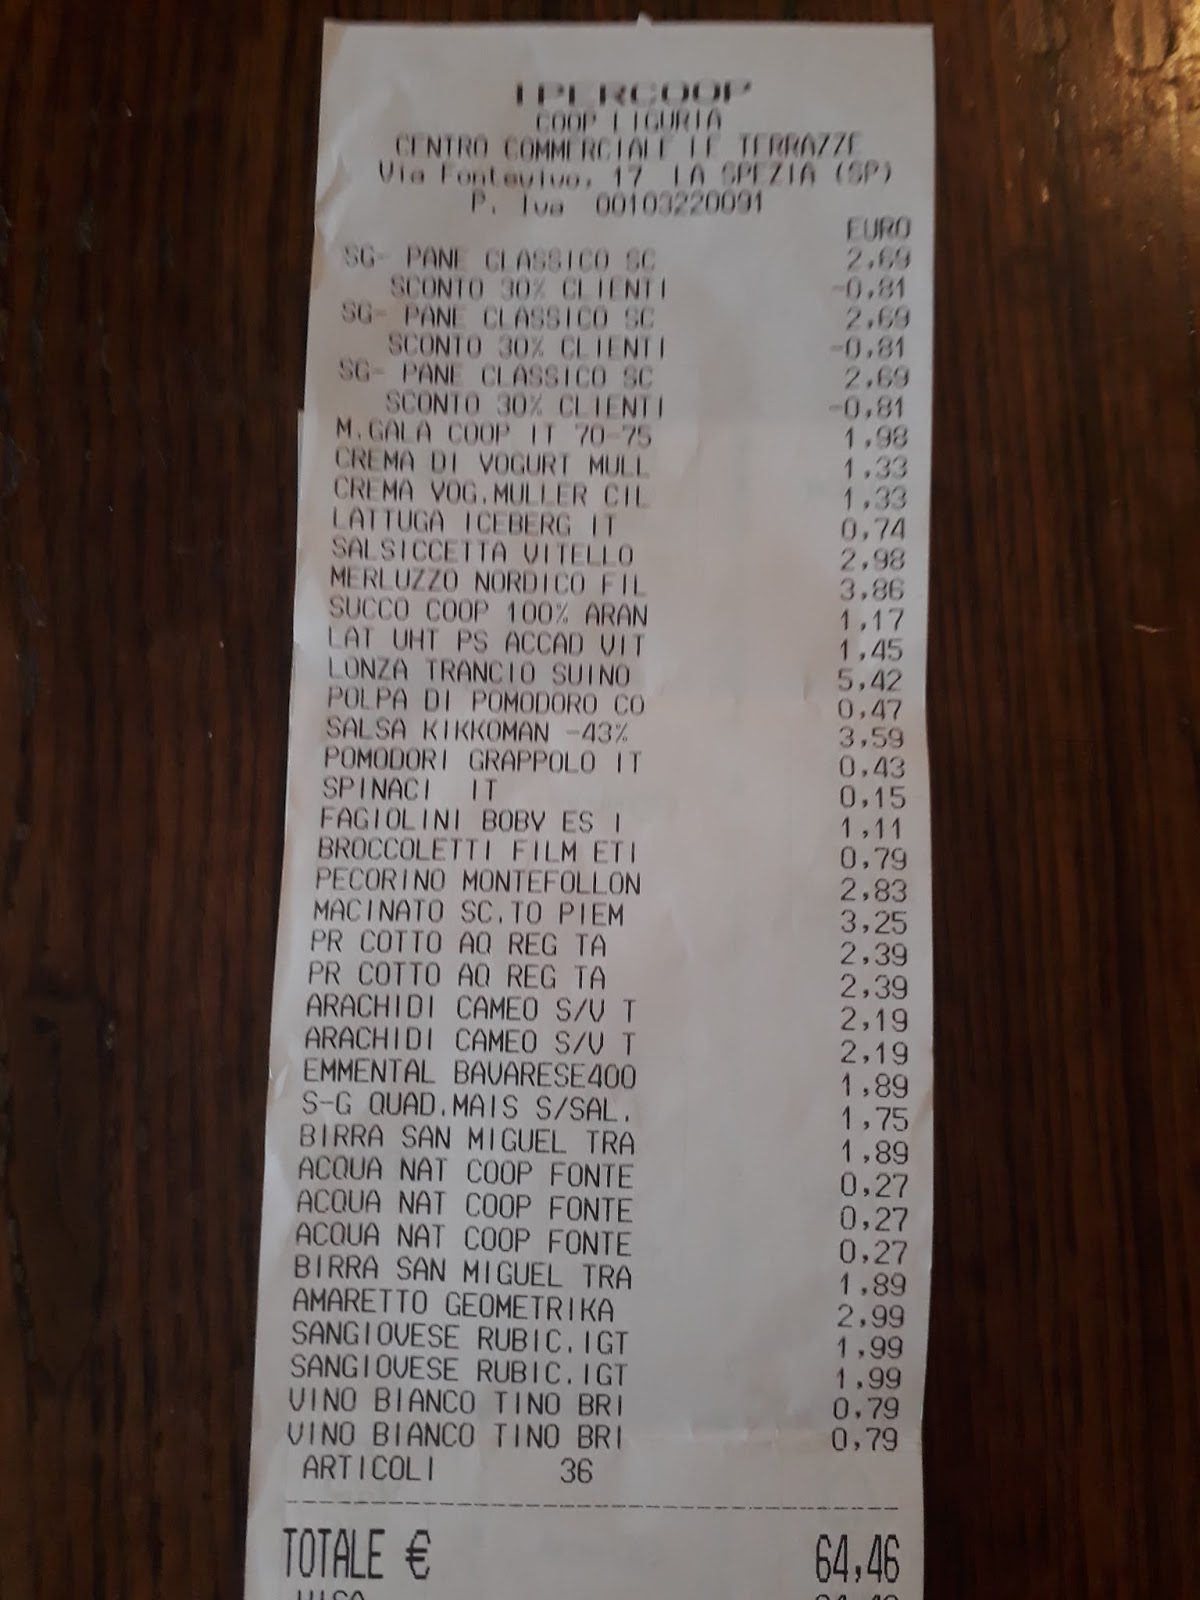 IPERCOOP
COOP LIGURIA
CENTRO COMMERCIALE LE TERRAZZE
Via Fontevivo, 17 LA SPEZIA (SP)
P. Iva 00103220091
EURO
SG- PANE CLASSICO SC 2,69
SCONTO 30% CLIENTI -0,81
SG- PANE CLASSICO SC 2,69
SCONTO 30% CLIENTI -0,81
SG- PANE CLASSICO SC 2,69
SCONTO 30% CLIENTI -0,81
M.GALA COOP IT 70-75 1,98
CREMA DI YOGURT MULL 1,33
CREMA YOG.MULLER CIL 1,33
LATTUGA ICEBERG IT 0,74
SALSICCETTA VITELLO 2,98
MERLUZZO NORDICO FIL 3,86
SUCCO COOP 100% ARAN 1,17
LAT UHT PS ACCAD VIT 1,45
LONZA TRANCIO SUINO 5,42
POLPA DI POMODORO CO 0,47
SALSA KIKKOMAN -43% 3,59
POMODORI GRAPPOLO IT 0,43
SPINACI IT 0,15
FAGIOLINI BOBY ES I 1,11
BROCCOLETTI FILM ETI 0,79
PECORINO MONTEFOLLON 2,83
MACINATO SC.TO PIEM 3,25
PR COTTO AQ REG TA 2,39
PR COTTO AQ REG TA 2,39
ARACHIDI CAMEO S/V T 2,19
ARACHIDI CAMEO S/V T 2,19
EMMENTAL BAVARESE400 1,89
S-G QUAD.MAIS S/SAL. 1,75
BIRRA SAN MIGUEL TRA 1,89
ACQUA NAT COOP FONTE 0,27
ACQUA NAT COOP FONTE 0,27
ACQUA NAT COOP FONTE 0,27
BIRRA SAN MIGUEL TRA 1,89
AMARETTO GEOMETRIKA 2,99
SANGIOVESE RUBIC.IGT 1,99
SANGIOVESE RUBIC.IGT 1,99
VINO BIANCO TINO BRI 0,79
VINO BIANCO TINO BRI 0,79
ARTICOLI 36
TOTALE € 64,46